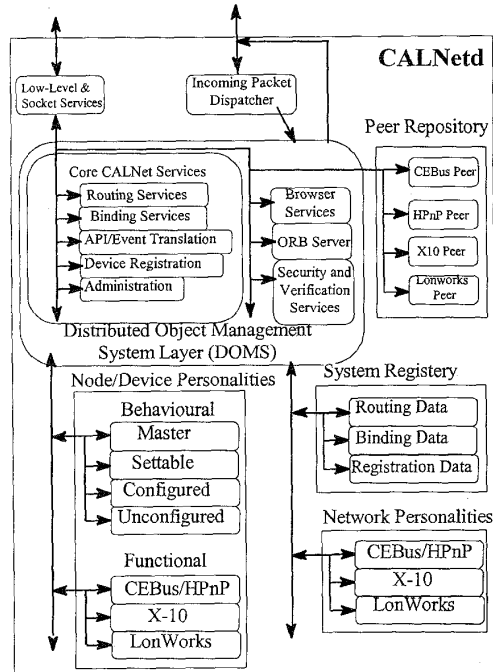 CALNetd
Low-Level &
Socket Services
Incoming Packet
Dispatcher
Peer Repository
CEBus Peer
HPnP Peer
X10 Peer
Lonworks
Peer
Core CALNet Services
Routing Services
Binding Services
API/Event Translation
Device Registration
Administration
Browser
Services
ORB Server
Security and
Verification
Services
Distributed Object Management
System Layer (DOMS)
Node/Device Personalities
Behavioural
Master
Settable
Configured
Unconfigured
Functional
CEBus/HPnP
X-10
LonWorks
System Registery
Routing Data
Binding Data
Registration Data
Network Personalities
CEBus/HPnP
X-10
LonWorks